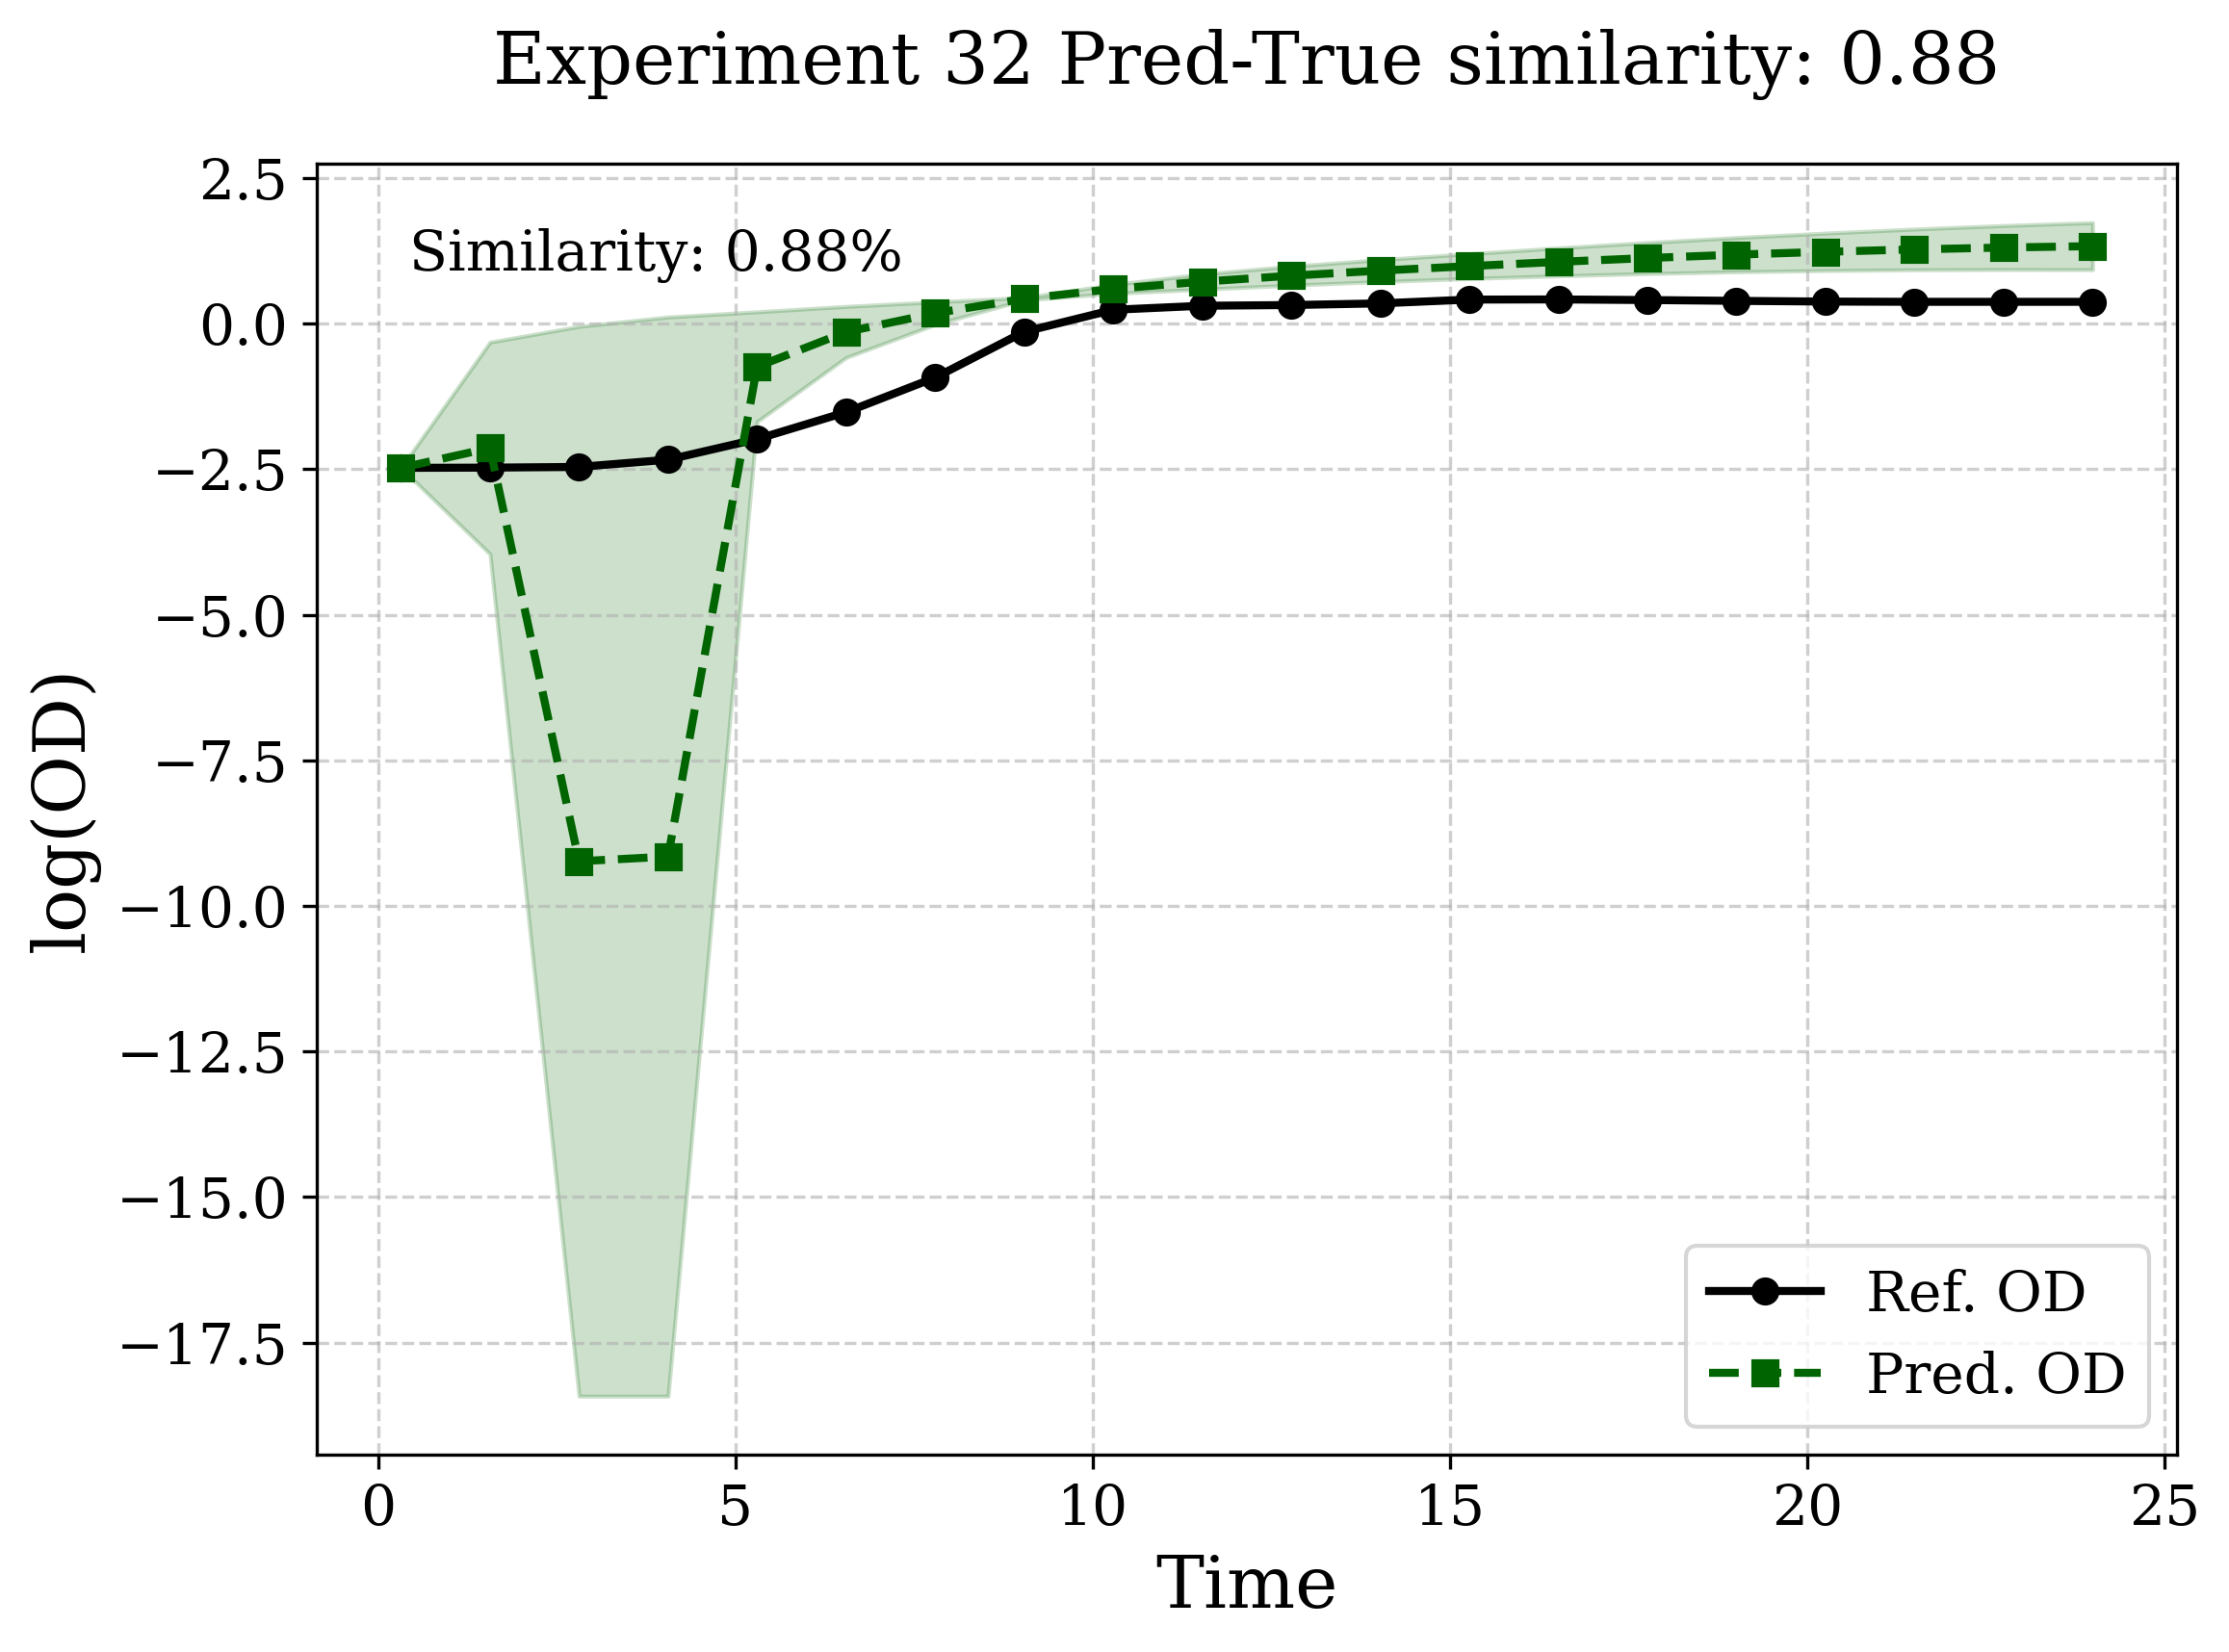 Experiment 32 Pred-True similarity: 0.88
Similarity: 0.88%
log(OD)
2.5
0.0
−2.5
−5.0
−7.5
−10.0
−12.5
−15.0
−17.5
Ref. OD
Pred. OD
0 5 10 15 20 25
Time